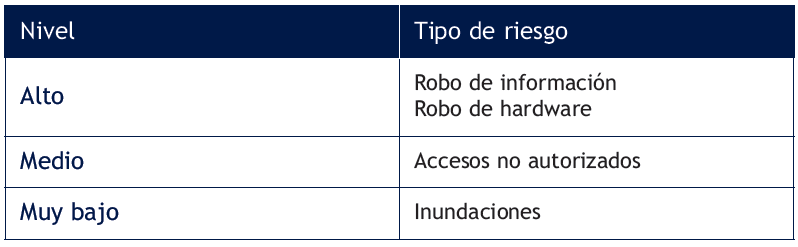 Nivel Tipo de riesgo
Alto Robo de información
Robo de hardware
Medio Accesos no autorizados
Muy bajo Inundaciones